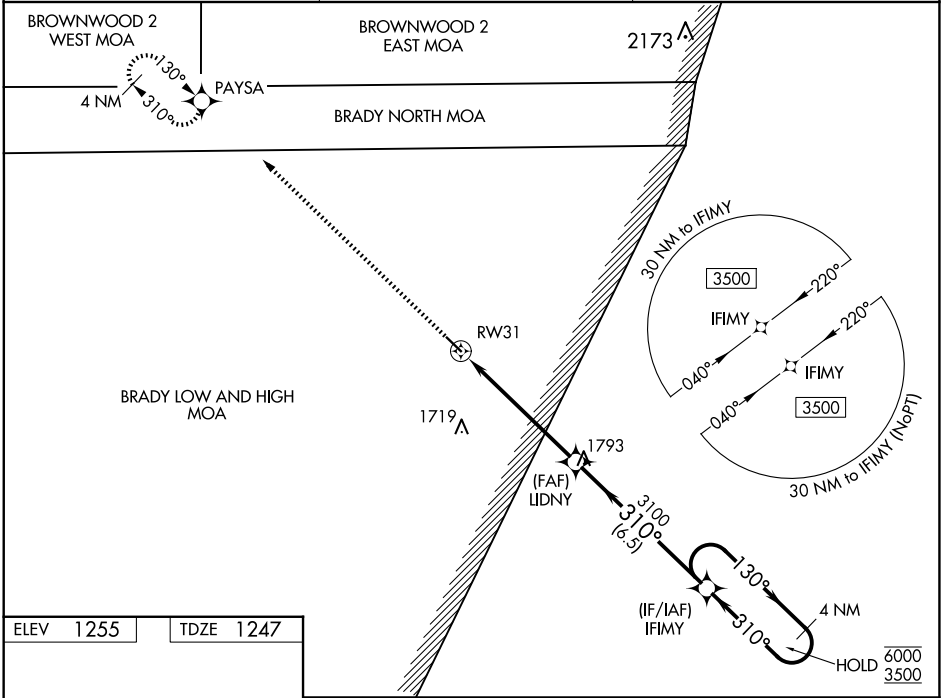 BROWNWOOD 2
WEST MOA
BROWNWOOD 2
EAST MOA
2173
130°
310°
4 NM
PAYSA
BRADY NORTH MOA
30 NM to IFIMY
3500
220°
IFIMY
040°
220°
IFIMY
040°
3500
30 NM to IFIMY (NoPT)
RW31
BRADY LOW AND HIGH
MOA
1719
1793
(FAF)
LIDNY
3100
310°
(6.5)
130°
4 NM
(IF/IAF)
IFIMY
310°
HOLD
6000
3500
ELEV 1255
TDZE 1247